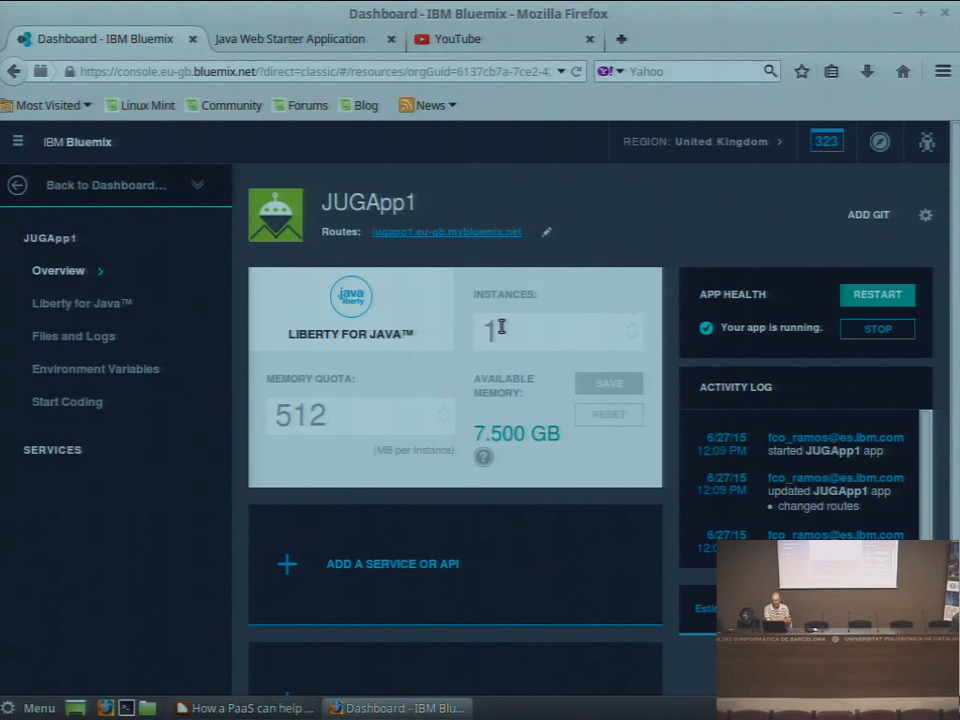 Dashboard - IBM Bluemix - Mozilla Firefox
Dashboard - IBM Bluemix
Java Web Starter Application
YouTube
https://console.eu-gb.bluemix.net/?direct=classic/#/resources/orgGuid=6137cb7a-7ce2-4
Yahoo
Most Visited
Linux Mint
Community
Forums
Blog
News
IBM Bluemix
REGION: United Kingdom
323
Back to Dashboard...
JUGApp1
Routes: jugapp1.eu-gb.mybluemix.net
ADD GIT
JUGApp1
Overview
Liberty for Java™
Files and Logs
Environment Variables
Start Coding
SERVICES
java
liberty
LIBERTY FOR JAVA™
INSTANCES:
1
MEMORY QUOTA:
512
(MB per Instance)
AVAILABLE
MEMORY:
7.500 GB
?
SAVE
RESET
APP HEALTH
RESTART
Your app is running.
STOP
ACTIVITY LOG
6/27/15 fco_ramos@es.ibm.com
12:09 PM started JUGApp1 app
6/27/15 fco_ramos@es.ibm.com
12:09 PM updated JUGApp1 app
• changed routes
6/27/15 fco_ramos@es.ibm.com
ADD A SERVICE OR API
FACULTAT D'INFORMÀTICA DE BARCELONA
UNIVERSITAT POLITÈCNICA DE
Menu
How a PaaS can help ...
Dashboard - IBM Blu...